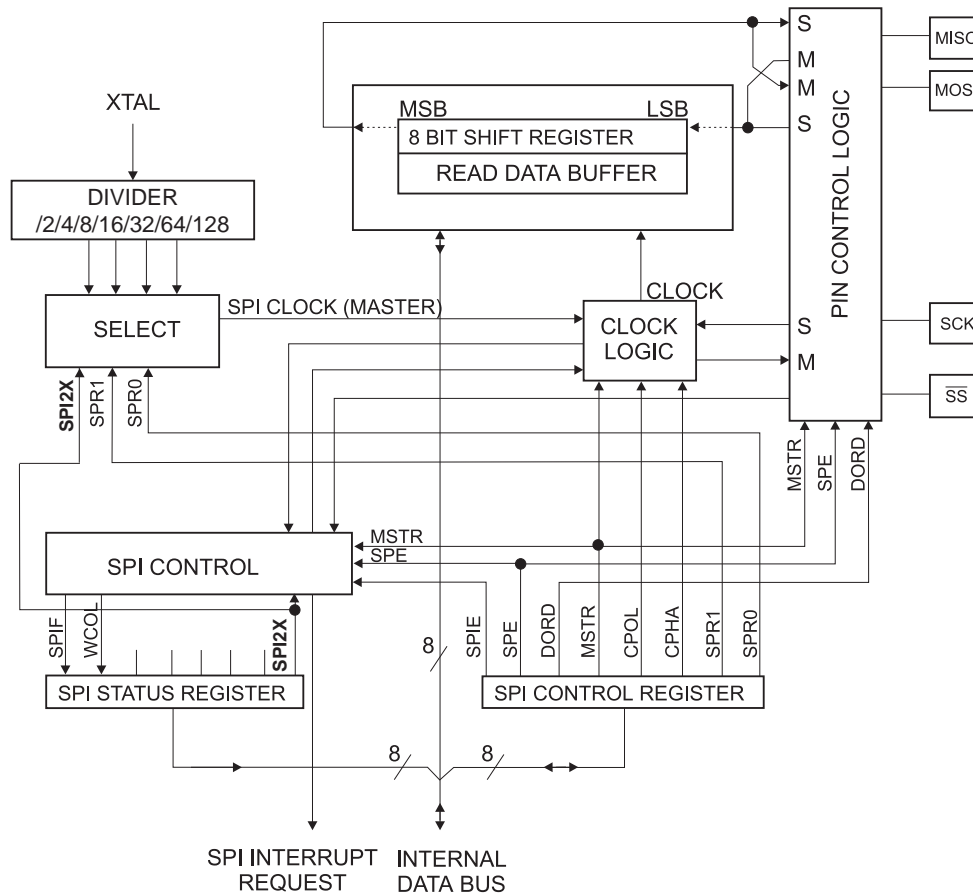 S
MISO
M
MOSI
M
MSB
LSB
S
8 BIT SHIFT REGISTER
READ DATA BUFFER
PIN CONTROL LOGIC
XTAL
DIVIDER
/2/4/8/16/32/64/128
SPI CLOCK (MASTER)
CLOCK
SELECT
CLOCK
LOGIC
S
SCK
M
SS
SPI2X
SPR1
SPR0
MSTR
SPE
DORD
MSTR
SPE
SPI CONTROL
SPIF
WCOL
SPI2X
8
SPIE
SPE
DORD
MSTR
CPOL
CPHA
SPR1
SPR0
SPI STATUS REGISTER
SPI CONTROL REGISTER
8
8
SPI INTERRUPT
REQUEST
INTERNAL
DATA BUS